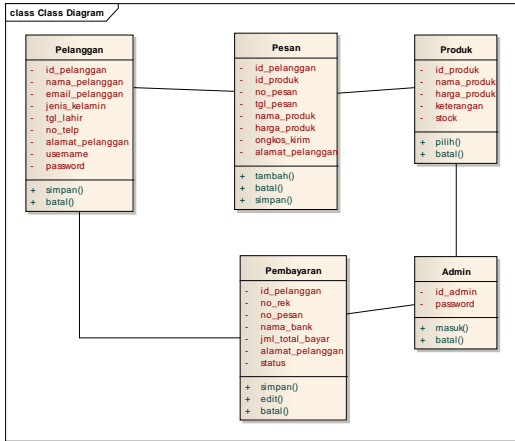 class Class Diagram
Pelanggan
- id_pelanggan
- nama_pelanggan
- email_pelanggan
- jenis_kelamin
- tgl_lahir
- no_telp
- alamat_pelanggan
- username
- password
+ simpan()
+ batal()
Pesan
- id_pelanggan
- id_produk
- no_pesan
- tgl_pesan
- nama_produk
- harga_produk
- ongkos_kirim
- alamat_pelanggan
+ tambah()
+ batal()
+ simpan()
Produk
- id_produk
- nama_produk
- harga_produk
- keterangan
- stock
+ pilih()
+ batal()
Pembayaran
- id_pelanggan
- no_rek
- no_pesan
- nama_bank
- jml_total_bayar
- alamat_pelanggan
- status
+ simpan()
+ edit()
+ batal()
Admin
- id_admin
- password
+ masuk()
+ batal()